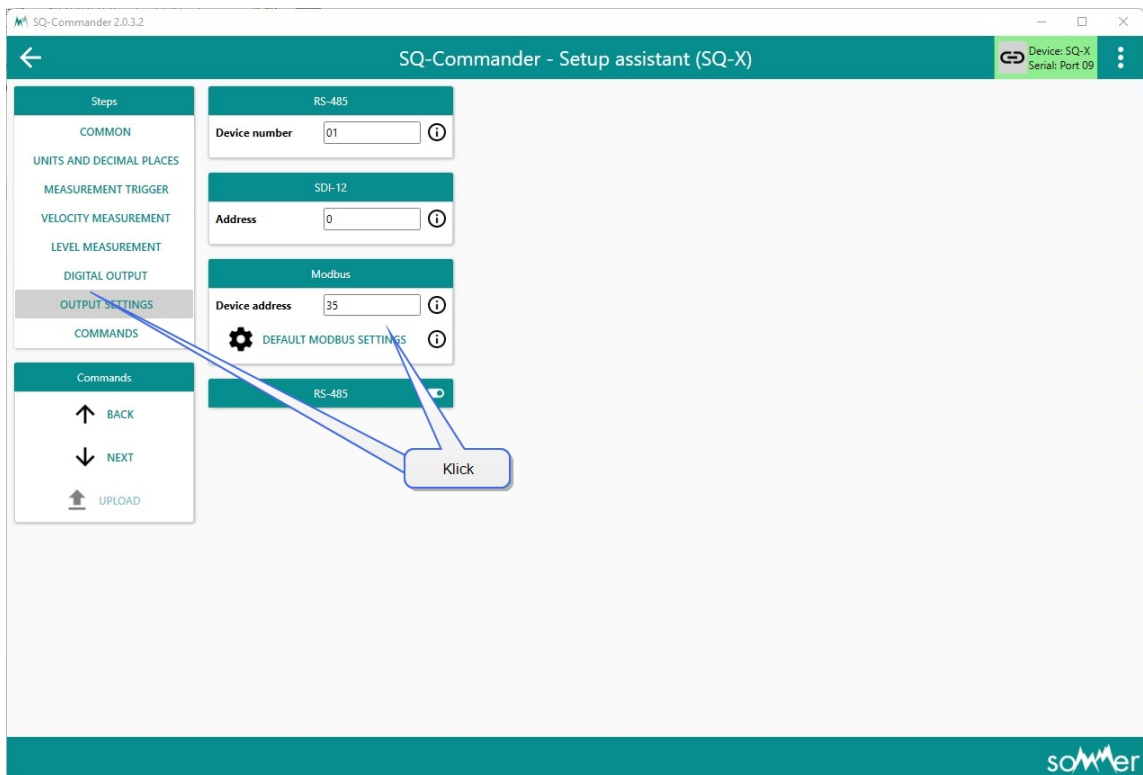 SQ-Commander 2.0.3.2
SQ-Commander - Setup assistant (SQ-X)
Device: SQ-X
Serial: Port 09
Steps
COMMON
UNITS AND DECIMAL PLACES
MEASUREMENT TRIGGER
VELOCITY MEASUREMENT
LEVEL MEASUREMENT
DIGITAL OUTPUT
OUTPUT SETTINGS
COMMANDS
Commands
BACK
NEXT
UPLOAD
RS-485
Device number 01
SDI-12
Address 0
Modbus
Device address 35
DEFAULT MODBUS SETTINGS
RS-485
Klick
sommer